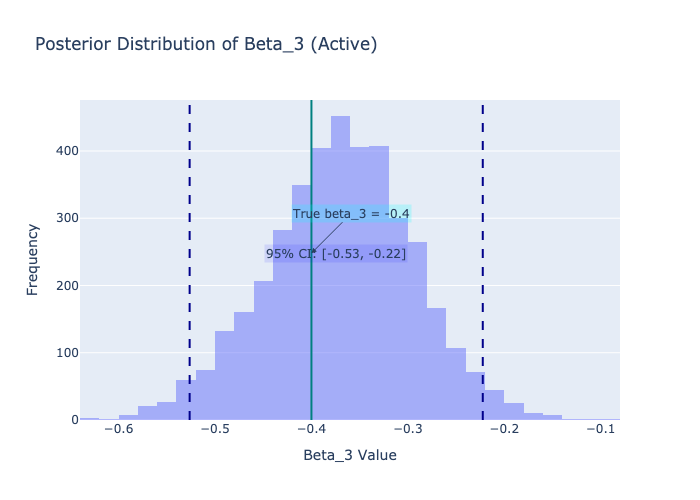 Posterior Distribution of Beta_3 (Active)
Frequency
400
300
200
100
0
True beta_3 = -0.4
95% CI: [-0.53, -0.22]
−0.6 −0.5 −0.4 −0.3 −0.2 −0.1
Beta_3 Value